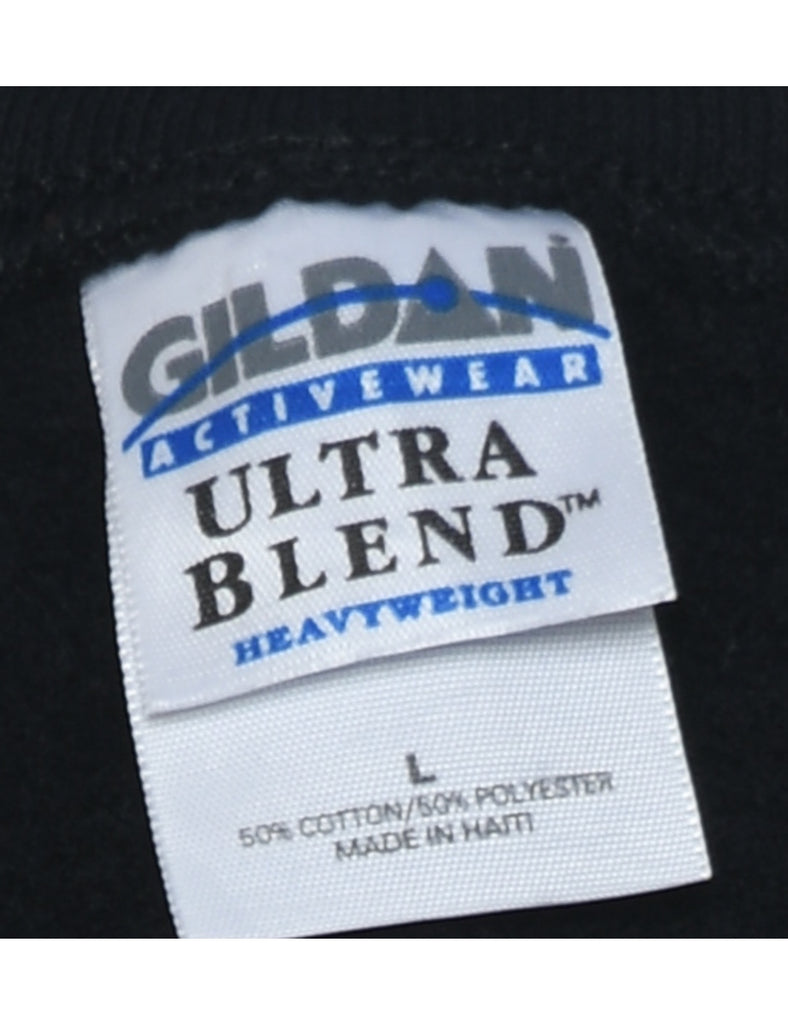 GILDAN
ACTIVEWEAR
ULTRA
BLEND™
HEAVYWEIGHT
L
50% COTTON/50% POLYESTER
MADE IN HAITI